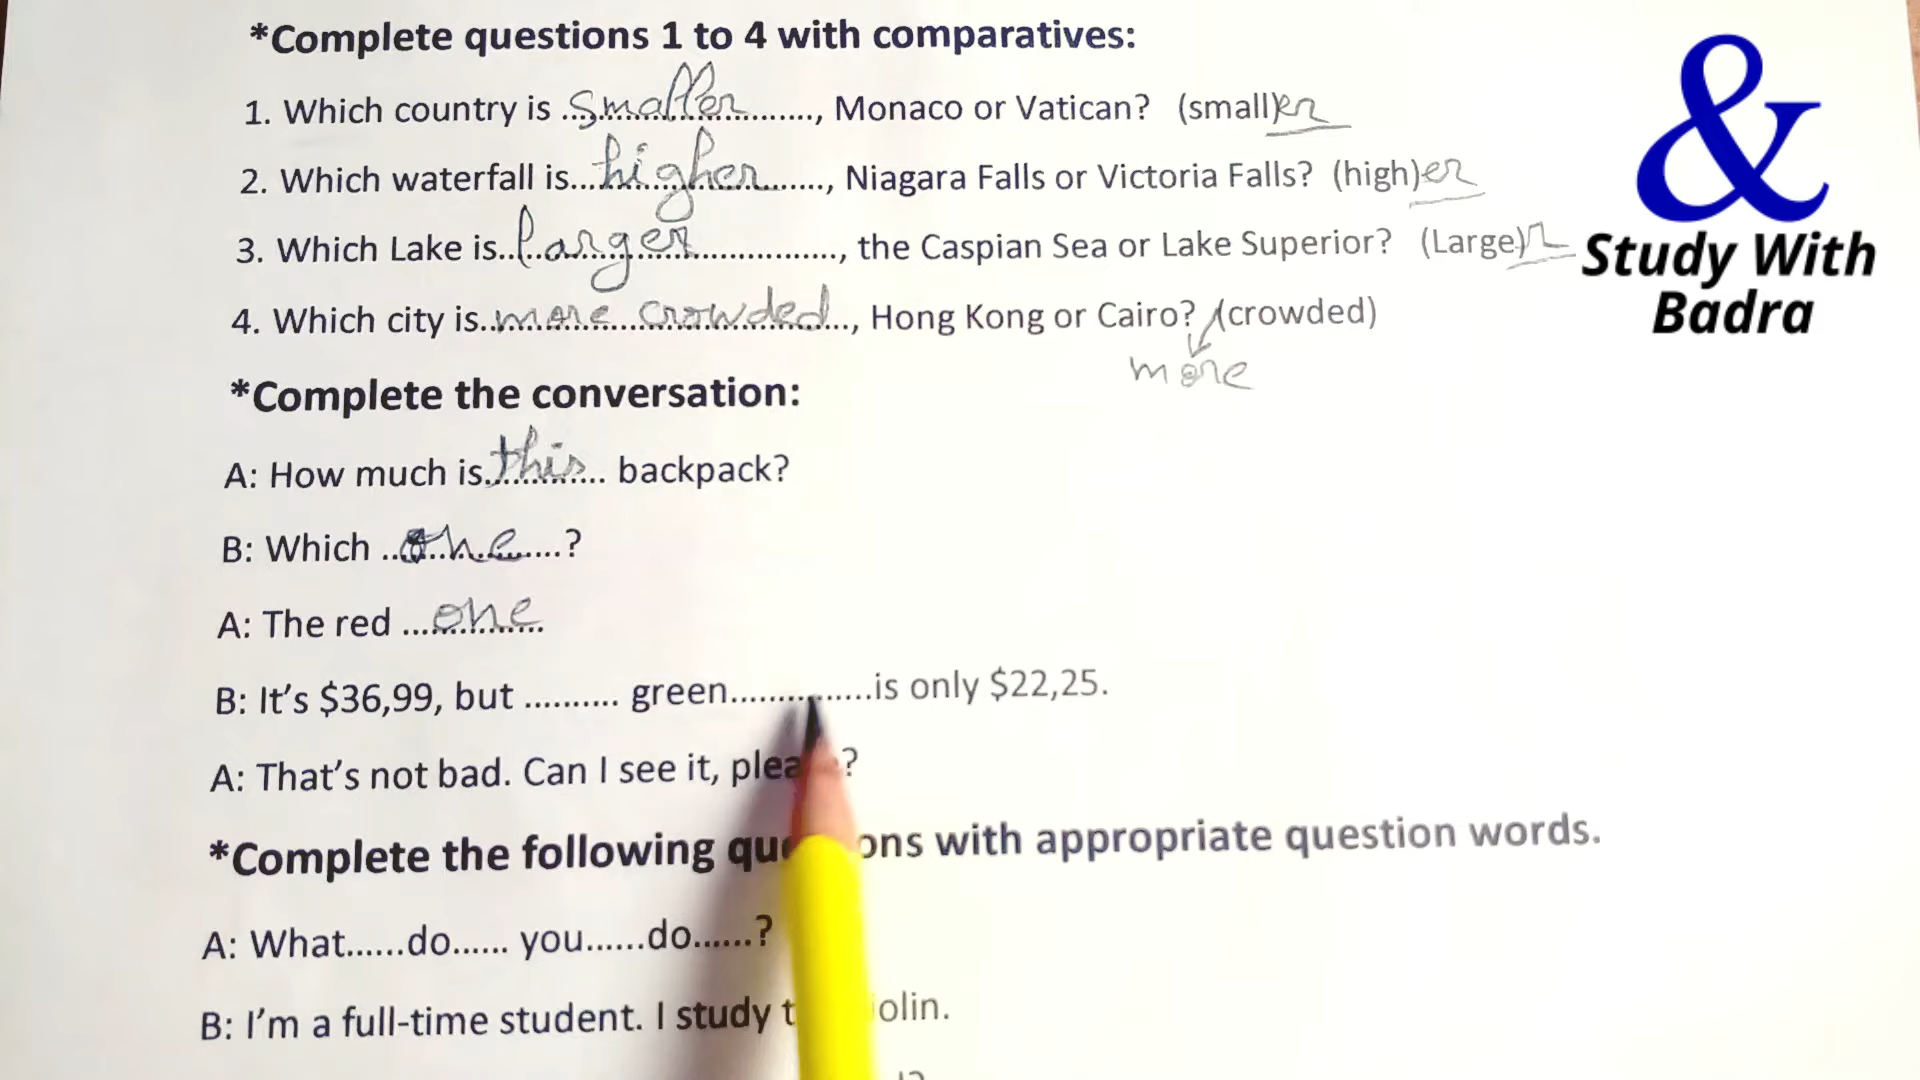 *Complete questions 1 to 4 with comparatives:
1. Which country is ..smaller......, Monaco or Vatican? (small)er
2. Which waterfall is...higher......, Niagara Falls or Victoria Falls? (high)er
3. Which Lake is..larger..............., the Caspian Sea or Lake Superior? (Large)r
4. Which city is..more crowded.., Hong Kong or Cairo? (crowded)
more
*Complete the conversation:
A: How much is.this... backpack?
B: Which ..one....?
A: The red ...one.
B: It's $36,99, but .......... green..............is only $22,25.
A: That's not bad. Can I see it, ?
*Complete the following with appropriate question words.
A: What......do...... you......do......?
B: I'm a full-time student. I study
&
Study With
Badra